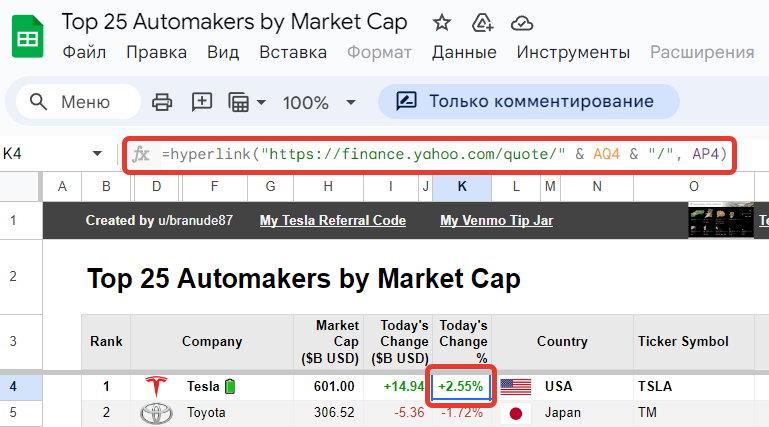 Top 25 Automakers by Market Cap
Файл Правка Вид Вставка Формат Данные Инструменты Расширения
Меню 100% Только комментирование
K4 fx =hyperlink("https://finance.yahoo.com/quote/" & AQ4 & "/", AP4)
A B D F G H I J K L M N O
1 Created by u/branude87 My Tesla Referral Code My Venmo Tip Jar Te
2 Top 25 Automakers by Market Cap
3 Rank Company Market Cap ($B USD) Today's Change ($B USD) Today's Change % Country Ticker Symbol
4 1 Tesla 601.00 +14.94 +2.55% USA TSLA
5 2 Toyota 306.52 -5.36 -1.72% Japan TM